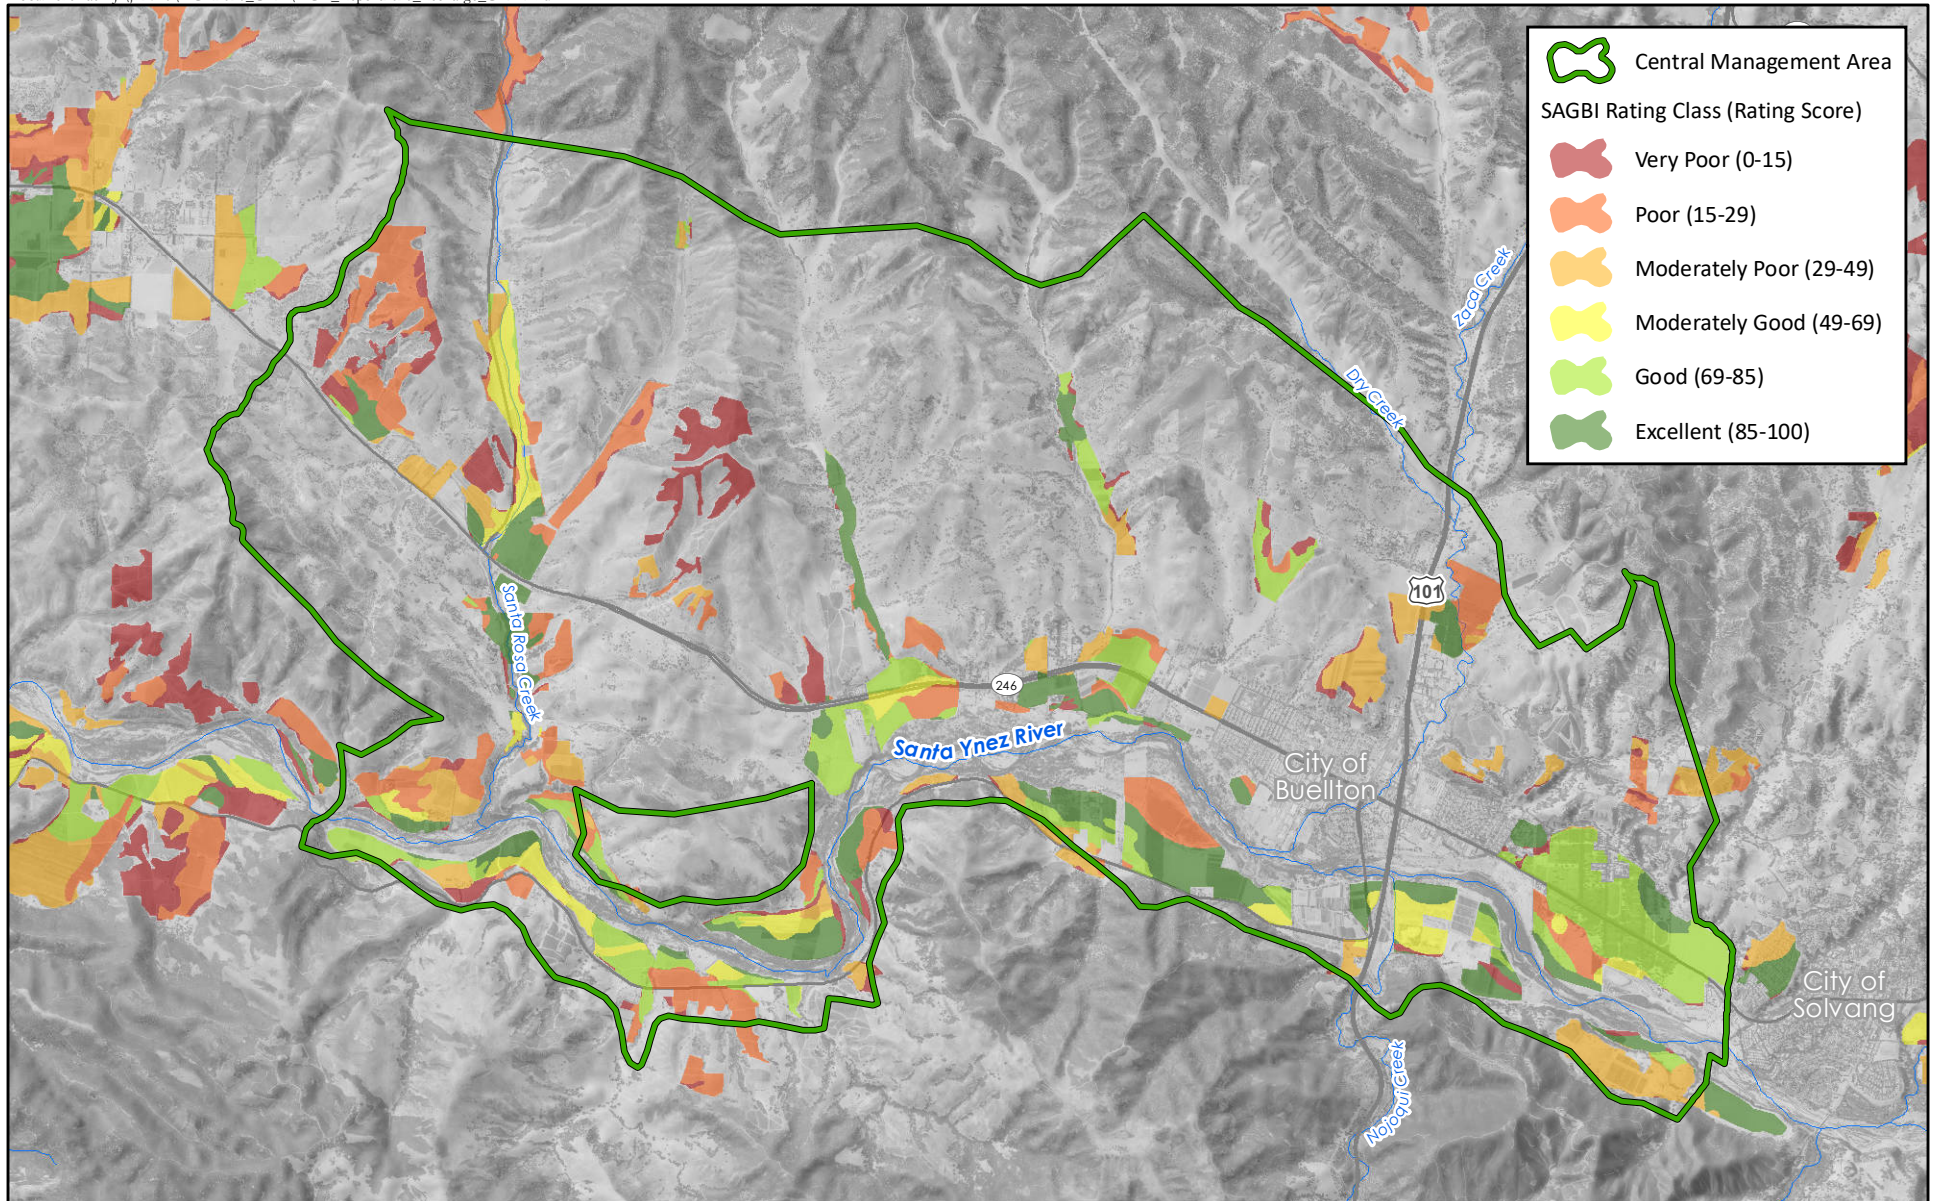 Central Management Area
SAGBI Rating Class (Rating Score)
Very Poor (0-15)
Poor (15-29)
Moderately Poor (29-49)
Moderately Good (49-69)
Good (69-85)
Excellent (85-100)
Zaca Creek
Dry Creek
101
Santa Rosa Creek
246
Santa Ynez River
City of
Buellton
City of
Solvang
Nojoqui Creek